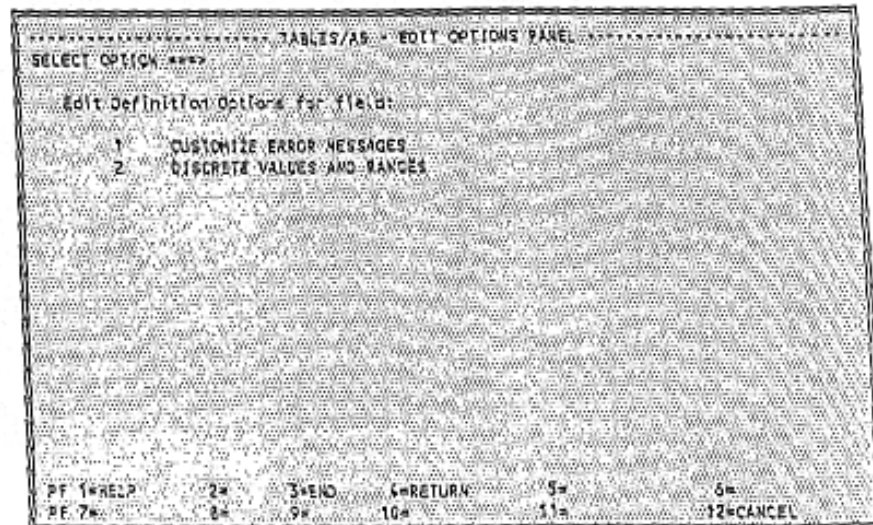 ------------------------ TABLES/AS - EDIT OPTIONS PANEL ------------------------
SELECT OPTION ===>
Edit Definition Options for field:
1 CUSTOMIZE ERROR MESSAGES
2 DISCRETE VALUES AND RANGES
PF 1=HELP 2= 3=END 4=RETURN 5= 6=
PF 7= 8= 9= 10= 11= 12=CANCEL